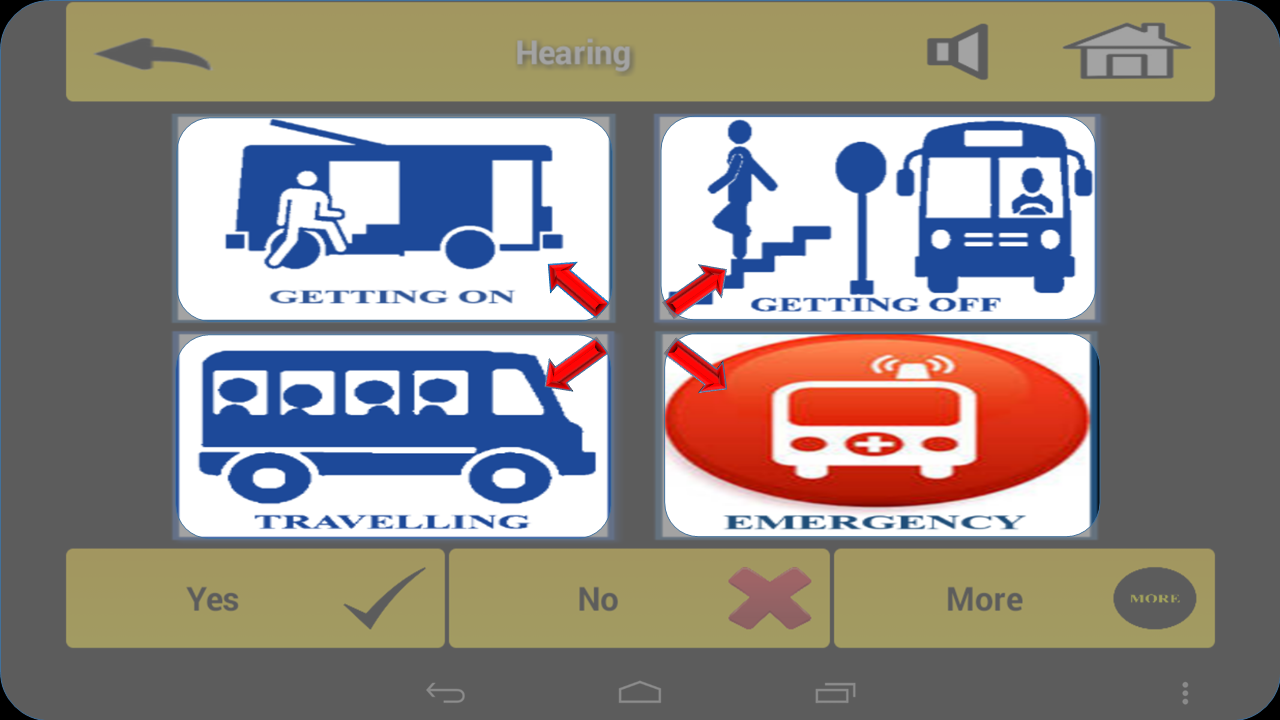 Hearing
GETTING ON
GETTING OFF
TRAVELLING
EMERGENCY
Yes
No
More
MORE